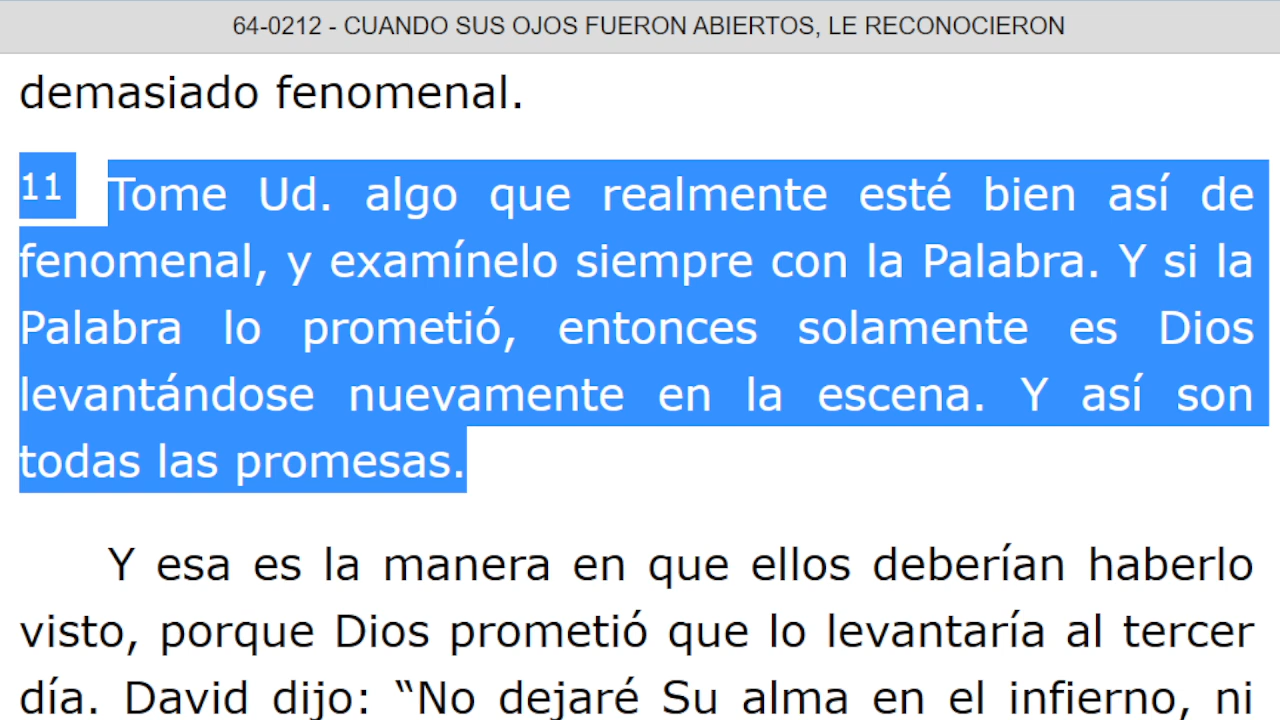 64-0212 - CUANDO SUS OJOS FUERON ABIERTOS, LE RECONOCIERON
demasiado fenomenal.
11 Tome Ud. algo que realmente esté bien así de
fenomenal, y examínelo siempre con la Palabra. Y si la
Palabra lo prometió, entonces solamente es Dios
levantándose nuevamente en la escena. Y así son
todas las promesas.
Y esa es la manera en que ellos deberían haberlo
visto, porque Dios prometió que lo levantaría al tercer
día. David dijo: “No dejaré Su alma en el infierno, ni